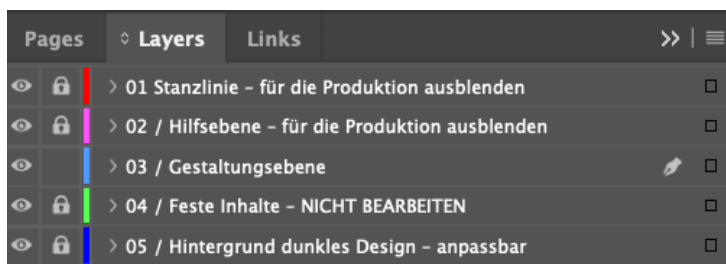 Pages Layers Links
01 Stanzlinie – für die Produktion ausblenden
02 / Hilfsebene – für die Produktion ausblenden
03 / Gestaltungsebene
04 / Feste Inhalte – NICHT BEARBEITEN
05 / Hintergrund dunkles Design – anpassbar